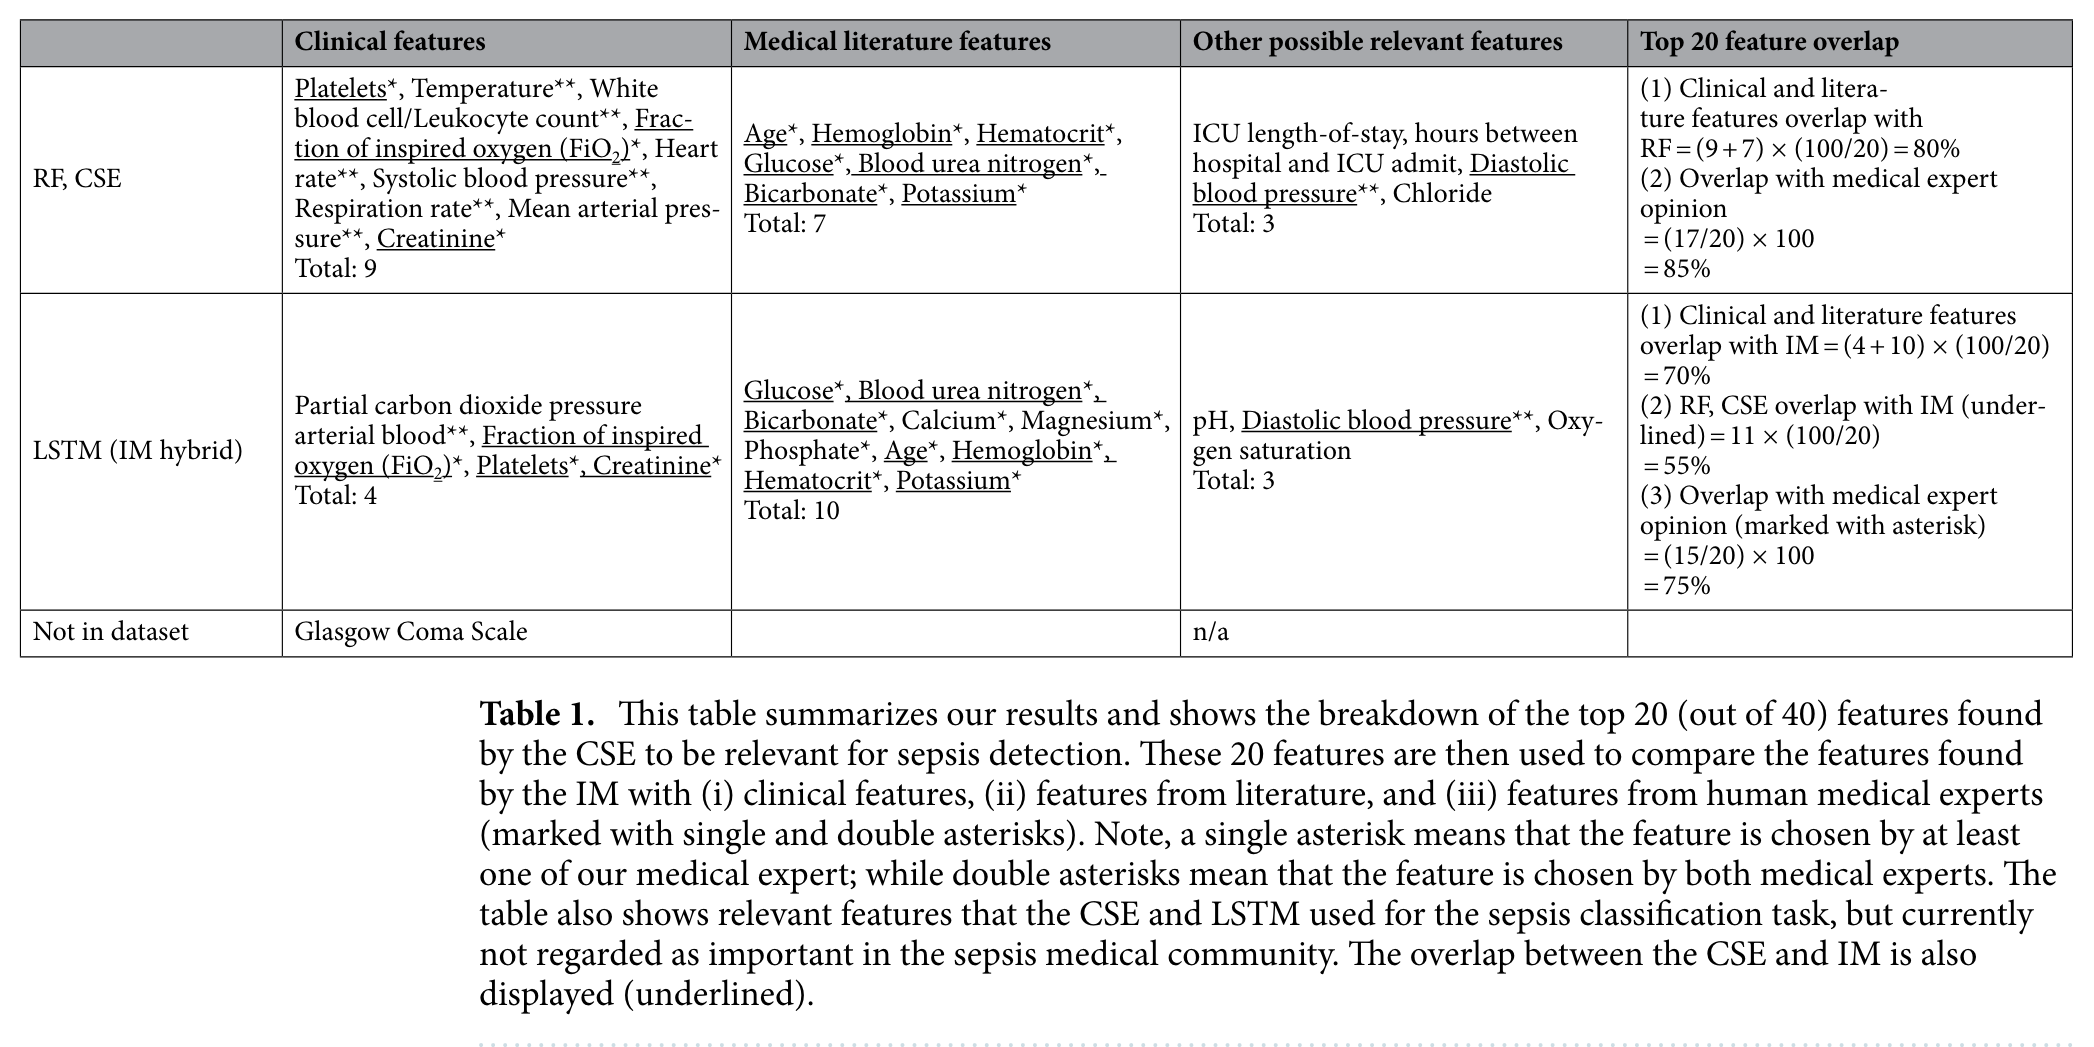 Clinical features
Medical literature features
Other possible relevant features
Top 20 feature overlap
RF, CSE
Platelets*, Temperature**, White
blood cell/Leukocyte count**, Frac-
tion of inspired oxygen (FiO2)*, Heart
rate**, Systolic blood pressure**,
Respiration rate**, Mean arterial pres-
sure**, Creatinine*
Total: 9
Age*, Hemoglobin*, Hematocrit*,
Glucose*, Blood urea nitrogen*,
Bicarbonate*, Potassium*
Total: 7
ICU length-of-stay, hours between
hospital and ICU admit, Diastolic
blood pressure**, Chloride
Total: 3
(1) Clinical and litera-
ture features overlap with
RF = (9 + 7) × (100/20) = 80%
(2) Overlap with medical expert
opinion
= (17/20) × 100
= 85%
LSTM (IM hybrid)
Partial carbon dioxide pressure
arterial blood**, Fraction of inspired
oxygen (FiO2)*, Platelets*, Creatinine*
Total: 4
Glucose*, Blood urea nitrogen*,
Bicarbonate*, Calcium*, Magnesium*,
Phosphate*, Age*, Hemoglobin*,
Hematocrit*, Potassium*
Total: 10
pH, Diastolic blood pressure**, Oxy-
gen saturation
Total: 3
(1) Clinical and literature features
overlap with IM = (4 + 10) × (100/20)
= 70%
(2) RF, CSE overlap with IM (under-
lined) = 11 × (100/20)
= 55%
(3) Overlap with medical expert
opinion (marked with asterisk)
= (15/20) × 100
= 75%
Not in dataset
Glasgow Coma Scale
n/a
Table 1. This table summarizes our results and shows the breakdown of the top 20 (out of 40) features found
by the CSE to be relevant for sepsis detection. These 20 features are then used to compare the features found
by the IM with (i) clinical features, (ii) features from literature, and (iii) features from human medical experts
(marked with single and double asterisks). Note, a single asterisk means that the feature is chosen by at least
one of our medical expert; while double asterisks mean that the feature is chosen by both medical experts. The
table also shows relevant features that the CSE and LSTM used for the sepsis classification task, but currently
not regarded as important in the sepsis medical community. The overlap between the CSE and IM is also
displayed (underlined).